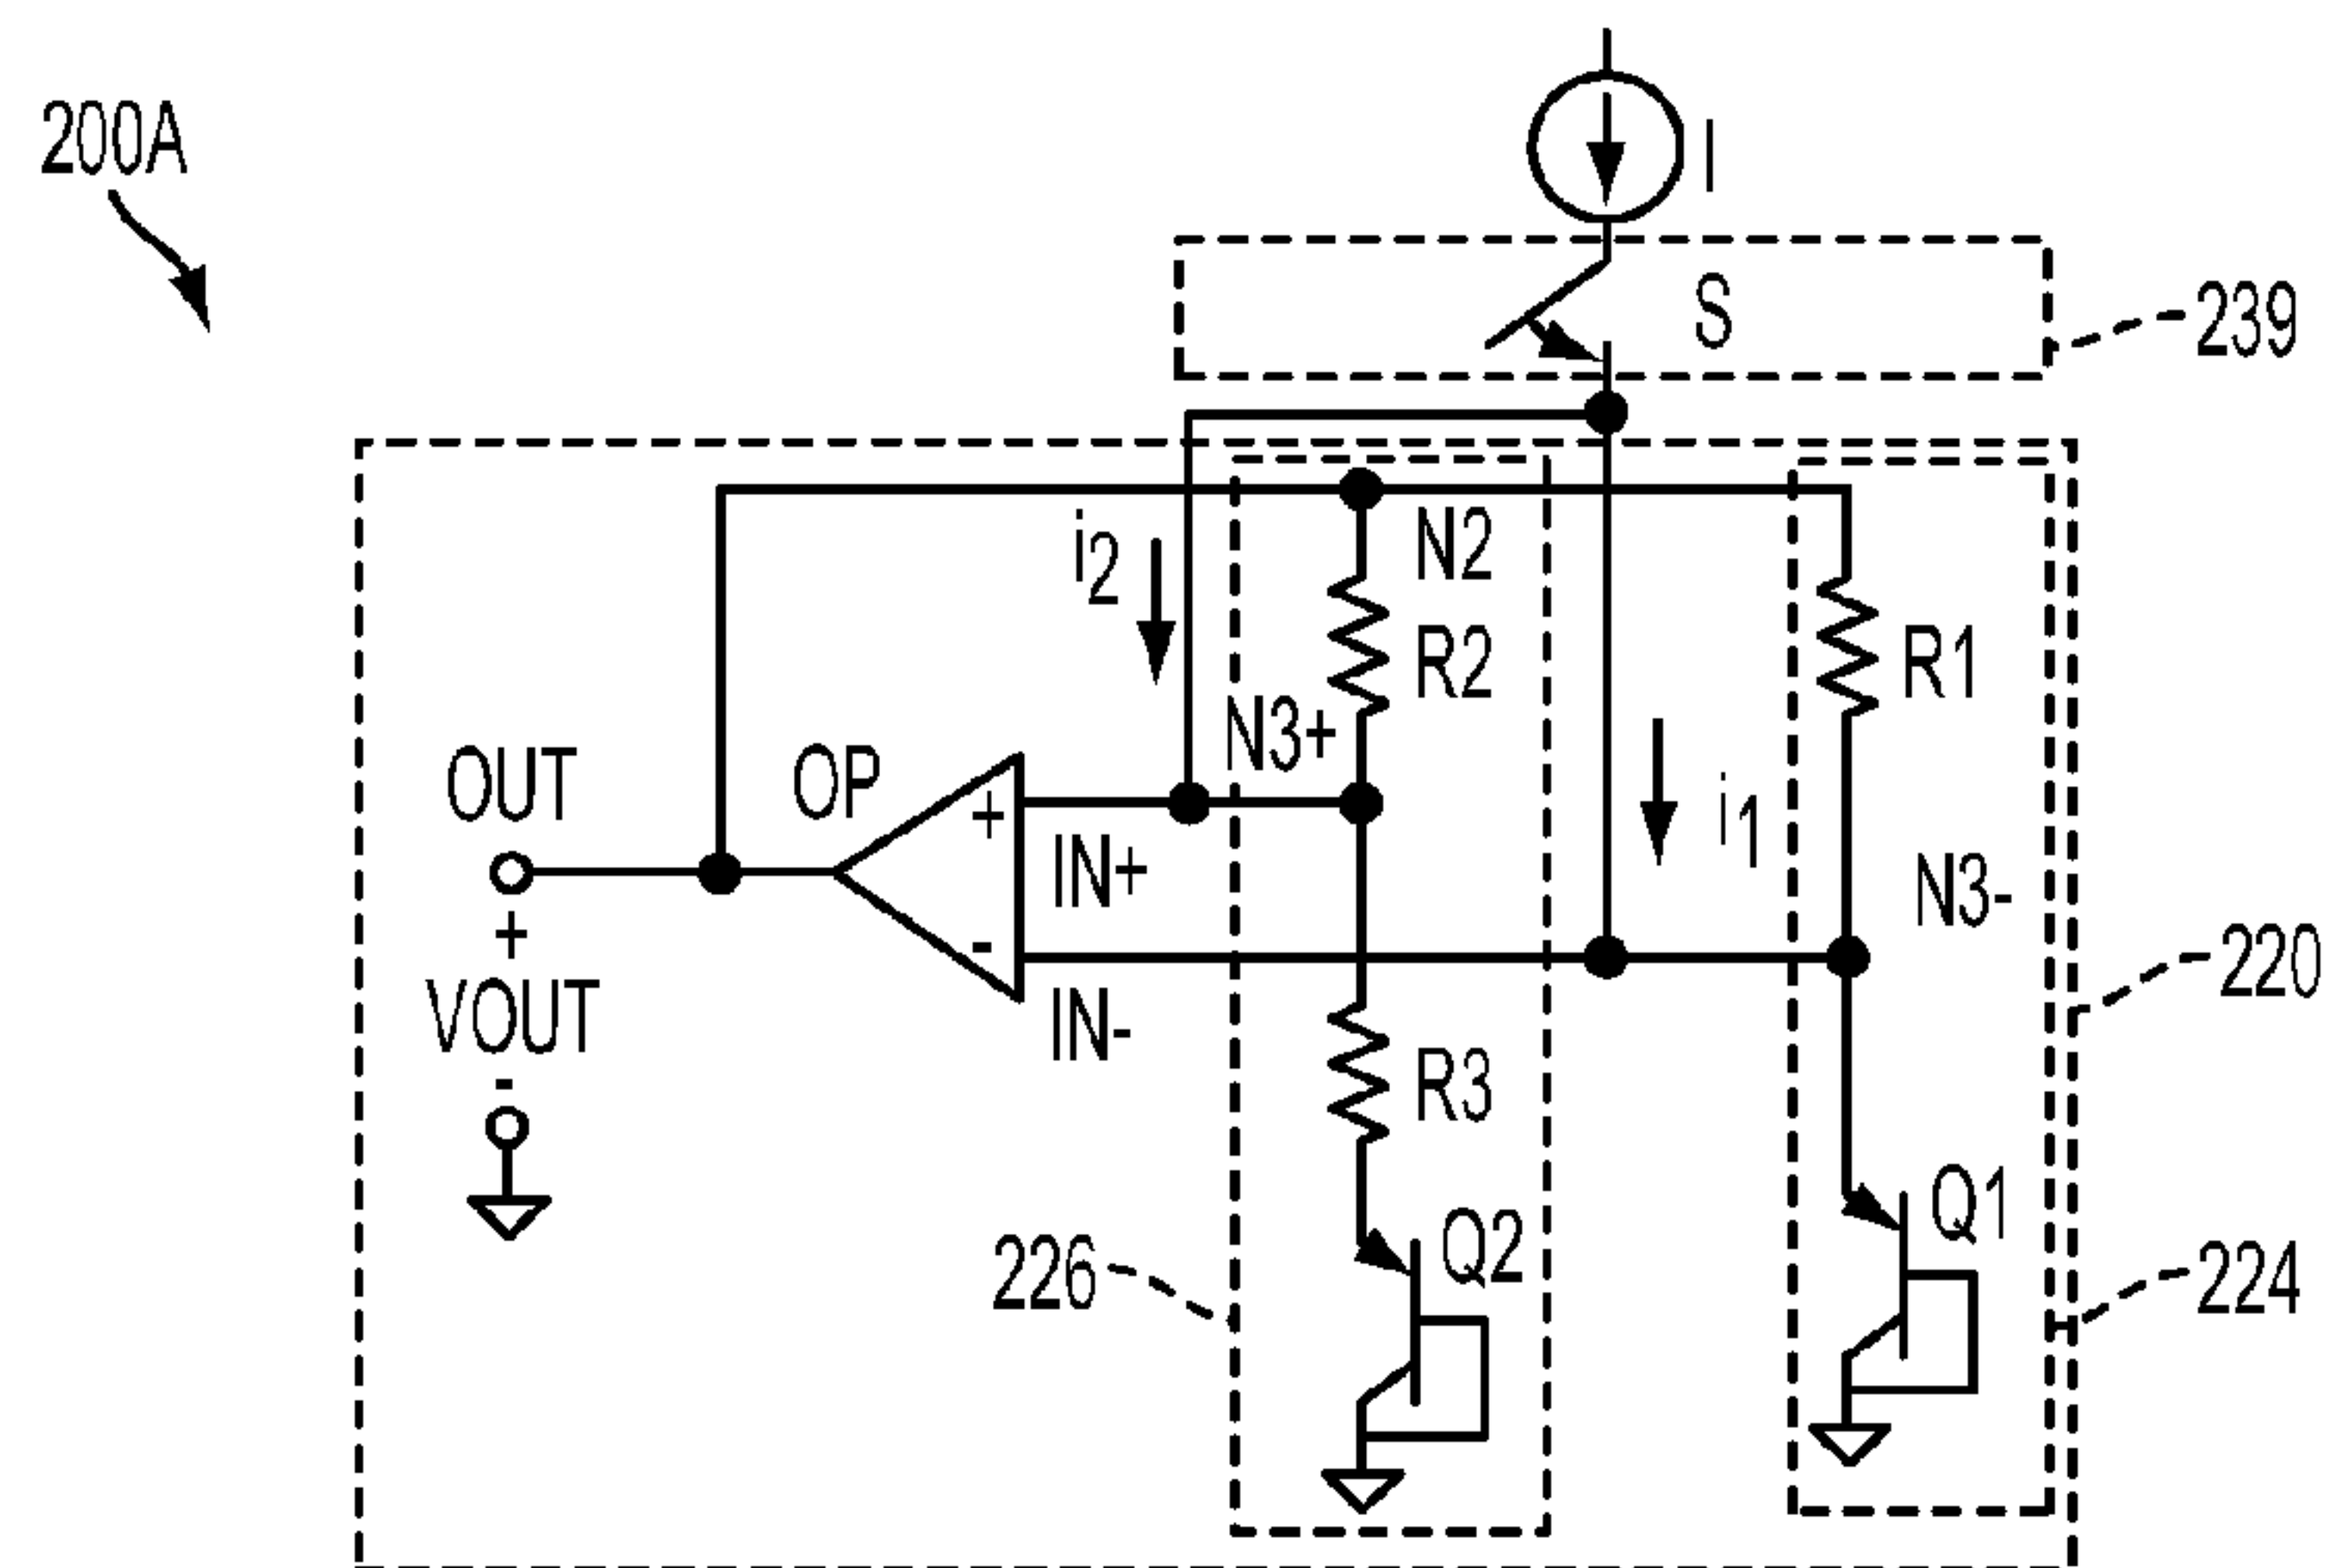 200A
I
S
239
i2
N2
R2
R1
N3+
OUT
OP
+
IN+
i1
N3-
+
-
220
VOUT
IN-
-
R3
Q1
Q2
226
224